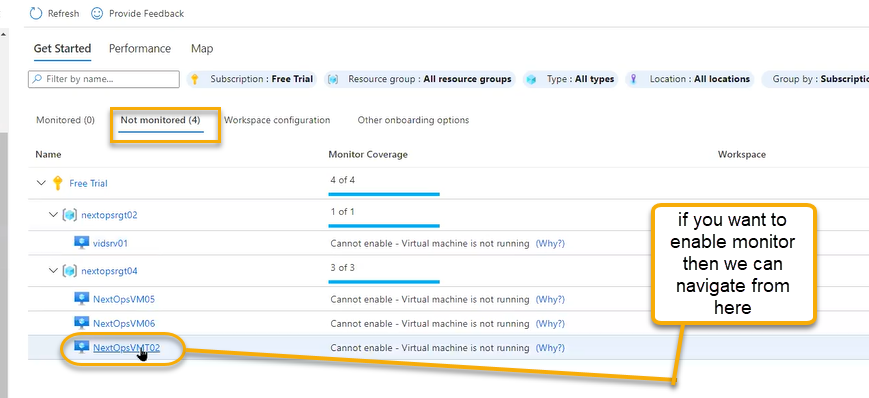 Refresh Provide Feedback
Get Started Performance Map
Filter by name... Subscription : Free Trial Resource group : All resource groups Type : All types Location : All locations Group by : Subscriptio
Monitored (0) Not monitored (4) Workspace configuration Other onboarding options
Name Monitor Coverage Workspace
Free Trial 4 of 4
nextopsrgt02 1 of 1
vidsrv01 Cannot enable - Virtual machine is not running (Why?)
nextopsrgt04 3 of 3
NextOpsVM05 Cannot enable - Virtual machine is not running (Why?)
NextOpsVM06 Cannot enable - Virtual machine is not running (Why?)
NextOpsVMT02 Cannot enable - Virtual machine is not running (Why?)
if you want to
enable monitor
then we can
navigate from
here